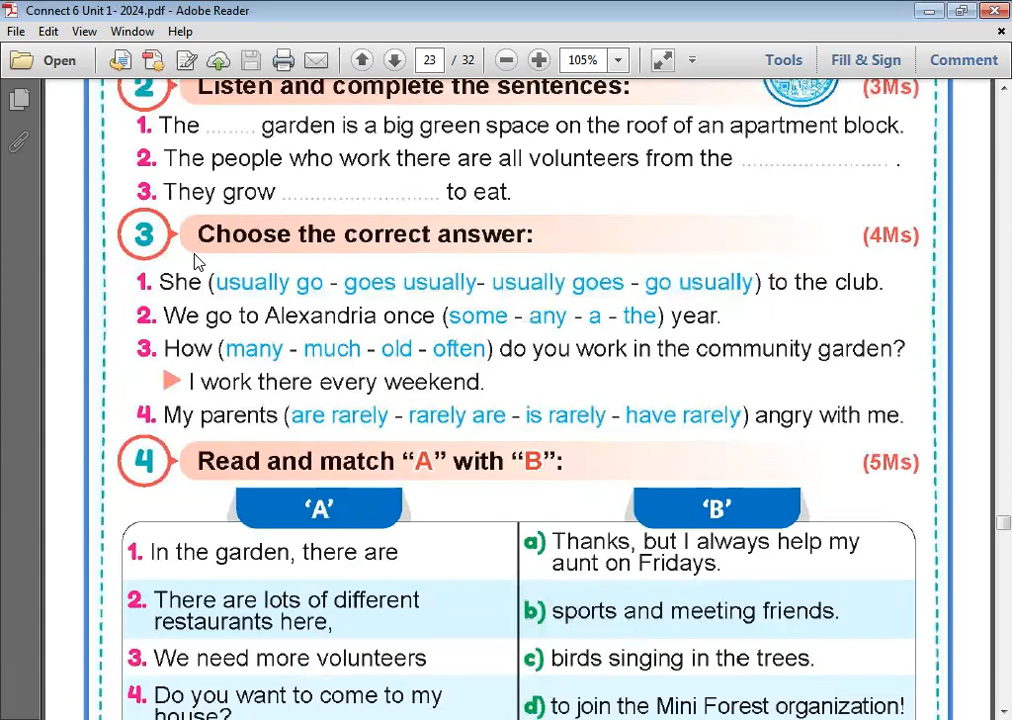 Connect 6 Unit 1- 2024.pdf - Adobe Reader
File Edit View Window Help
Open 23 / 32 105% Tools Fill & Sign Comment
2 Listen and complete the sentences: (3Ms)
1. The ......... garden is a big green space on the roof of an apartment block.
2. The people who work there are all volunteers from the .......................... .
3. They grow ............................ to eat.
3 Choose the correct answer: (4Ms)
1. She (usually go - goes usually- usually goes - go usually) to the club.
2. We go to Alexandria once (some - any - a - the) year.
3. How (many - much - old - often) do you work in the community garden?
I work there every weekend.
4. My parents (are rarely - rarely are - is rarely - have rarely) angry with me.
4 Read and match “A” with “B”: (5Ms)
‘A’ ‘B’
1. In the garden, there are
a) Thanks, but I always help my
aunt on Fridays.
2. There are lots of different
restaurants here,
b) sports and meeting friends.
3. We need more volunteers
c) birds singing in the trees.
4. Do you want to come to my
house?
d) to join the Mini Forest organization!